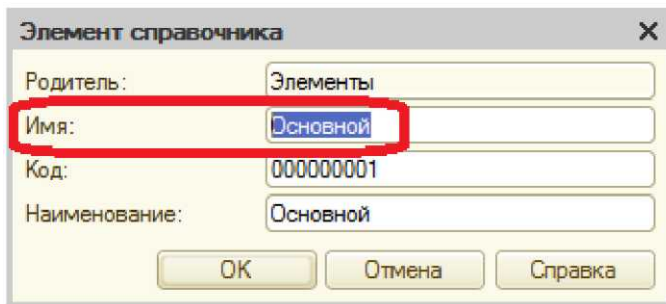 Элемент справочника
Родитель: Элементы
Имя: Основной
Код: 000000001
Наименование: Основной
ОК Отмена Справка